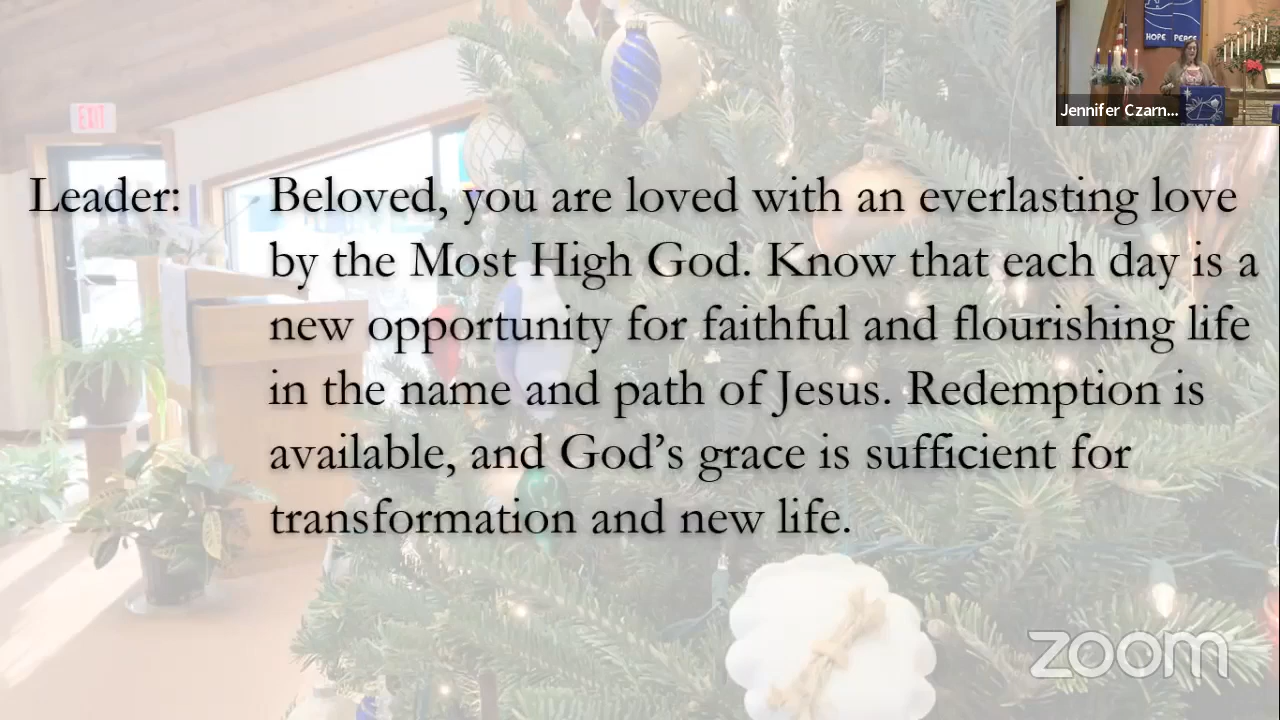 HOPE PEACE
Jennifer Czarn...
EXIT
Leader: Beloved, you are loved with an everlasting love
by the Most High God. Know that each day is a
new opportunity for faithful and flourishing life
in the name and path of Jesus. Redemption is
available, and God’s grace is sufficient for
transformation and new life.
zoom